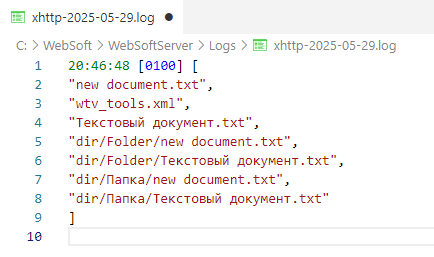 xhttp-2025-05-29.log
C: > WebSoft > WebSoftServer > Logs > xhttp-2025-05-29.log
1 20:46:48 [0100] [
2 "new document.txt",
3 "wtv_tools.xml",
4 "Текстовый документ.txt",
5 "dir/Folder/new document.txt",
6 "dir/Folder/Текстовый документ.txt",
7 "dir/Папка/new document.txt",
8 "dir/Папка/Текстовый документ.txt"
9 ]
10